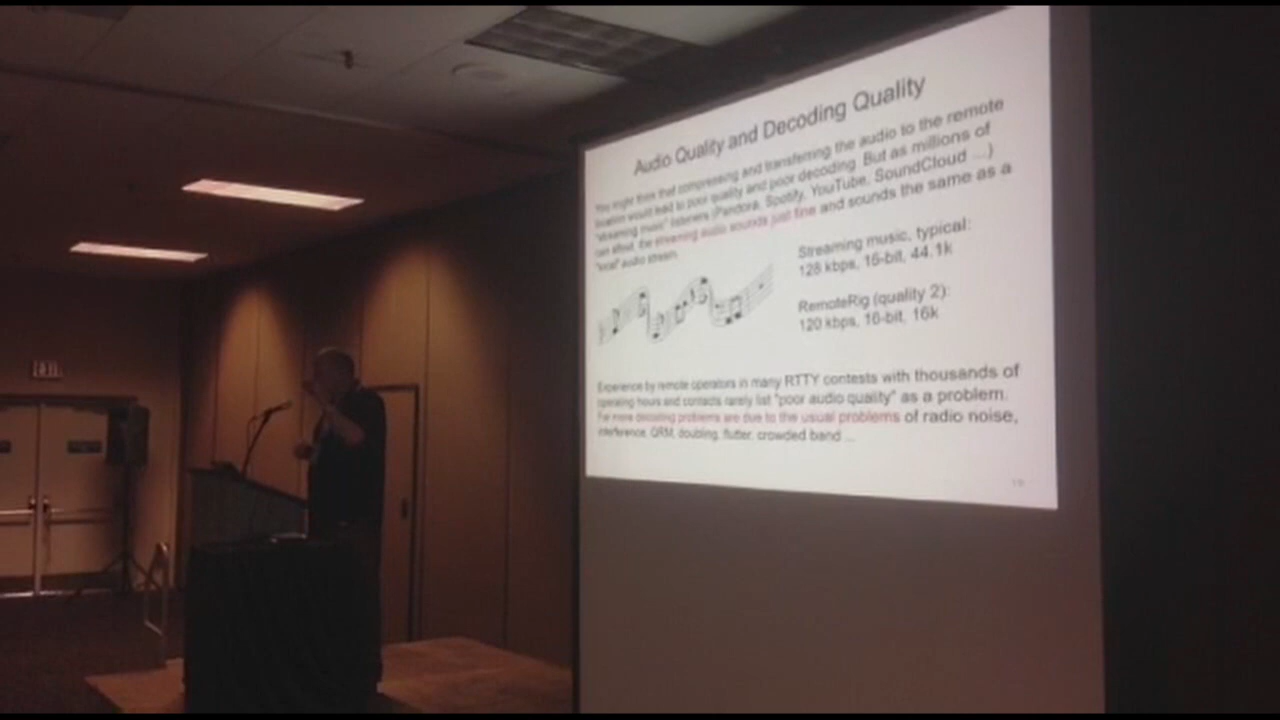 Audio Quality and Decoding Quality
You might think that compressing and transferring the audio to the remote
location would lead to poor quality and poor decoding. But as millions of
"streaming music" listeners (Pandora, Spotify, YouTube, SoundCloud ...)
can attest, the streaming audio sounds just fine and sounds the same as a
"local" audio stream.
Streaming music, typical:
128 kbps, 16-bit, 44.1k
RemoteRig (quality 2):
120 kbps, 16-bit, 16k
Experience by remote operators in many RTTY contests with thousands of
operating hours and contacts rarely list "poor audio quality" as a problem.
Far more decoding problems are due to the usual problems of radio noise,
interference, QRM, doubling, flutter, crowded band ...
EXIT